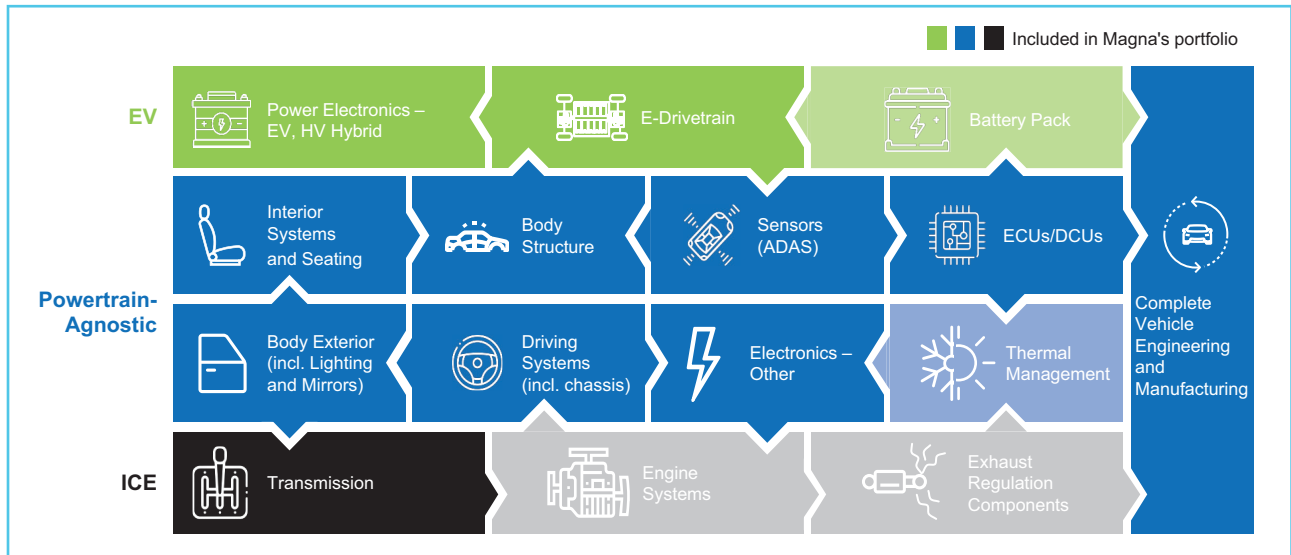 Included in Magna's portfolio
EV
Power Electronics –
EV, HV Hybrid
E-Drivetrain
Battery Pack
Interior
Systems
and Seating
Body
Structure
Sensors
(ADAS)
ECUs/DCUs
Powertrain-
Agnostic
Body Exterior
(incl. Lighting
and Mirrors)
Driving
Systems
(incl. chassis)
Electronics –
Other
Thermal
Management
Complete
Vehicle
Engineering
and
Manufacturing
ICE
Transmission
Engine
Systems
Exhaust
Regulation
Components